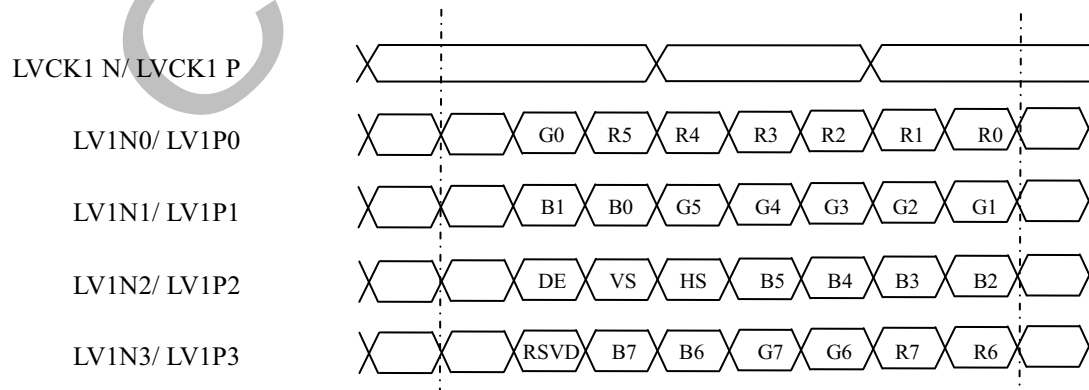 LVCK1 N/ LVCK1 P
LV1N0/ LV1P0 G0 R5 R4 R3 R2 R1 R0
LV1N1/ LV1P1 B1 B0 G5 G4 G3 G2 G1
LV1N2/ LV1P2 DE VS HS B5 B4 B3 B2
LV1N3/ LV1P3 RSVD B7 B6 G7 G6 R7 R6